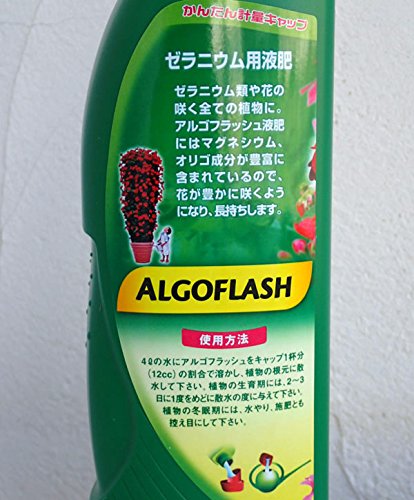 かんたん計量キャップ
ゼラニウム用液肥
ゼラニウム類や花の
咲く全ての植物に。
アルゴフラッシュ液肥
にはマグネシウム、
オリゴ成分が豊富に
含まれているので、
花が豊かに咲くよう
になり、長持ちします。
ALGOFLASH
使用方法
4ℓの水にアルゴフラッシュをキャップ1杯分
(12cc)の割合で溶かし、植物の根元に散
水して下さい。植物の生育期には、2〜3
日に1度をめどに散水の度に与えて下さい。
植物の冬眠期には、水やり、施肥とも
控え目にして下さい。